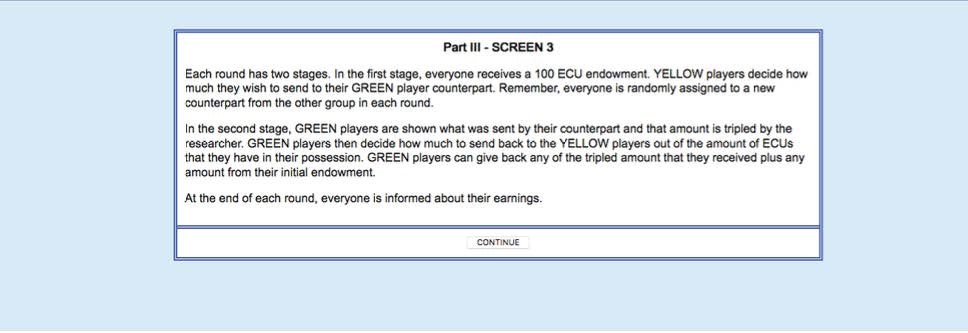 Part III - SCREEN 3
Each round has two stages. In the first stage, everyone receives a 100 ECU endowment. YELLOW players decide how
much they wish to send to their GREEN player counterpart. Remember, everyone is randomly assigned to a new
counterpart from the other group in each round.
In the second stage, GREEN players are shown what was sent by their counterpart and that amount is tripled by the
researcher. GREEN players then decide how much to send back to the YELLOW players out of the amount of ECUs
that they have in their possession. GREEN players can give back any of the tripled amount that they received plus any
amount from their initial endowment.
At the end of each round, everyone is informed about their earnings.
CONTINUE